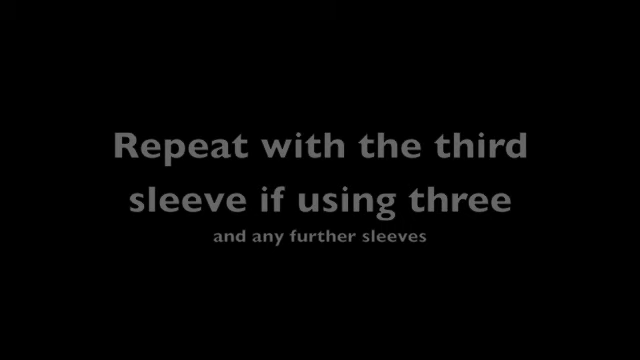 Repeat with the third
sleeve if using three
and any further sleeves